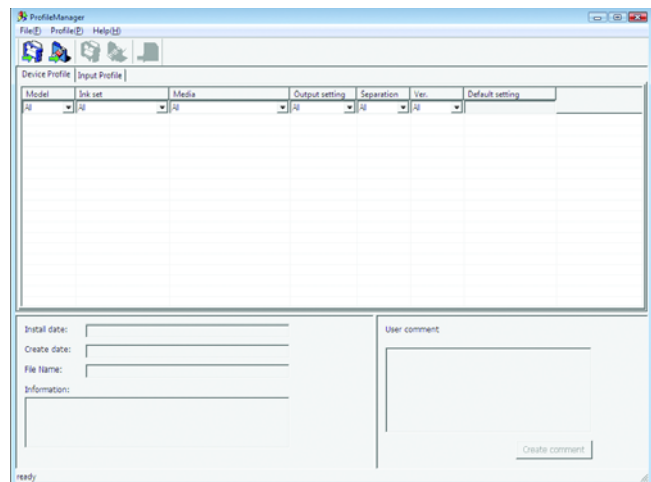 ProfileManager
File(F) Profile(P) Help(H)
Device Profile Input Profile
Model Ink set Media Output setting Separation Ver. Default setting
All All All All All All
Install date:
User comment
Create date:
File Name:
Information:
Create comment
ready